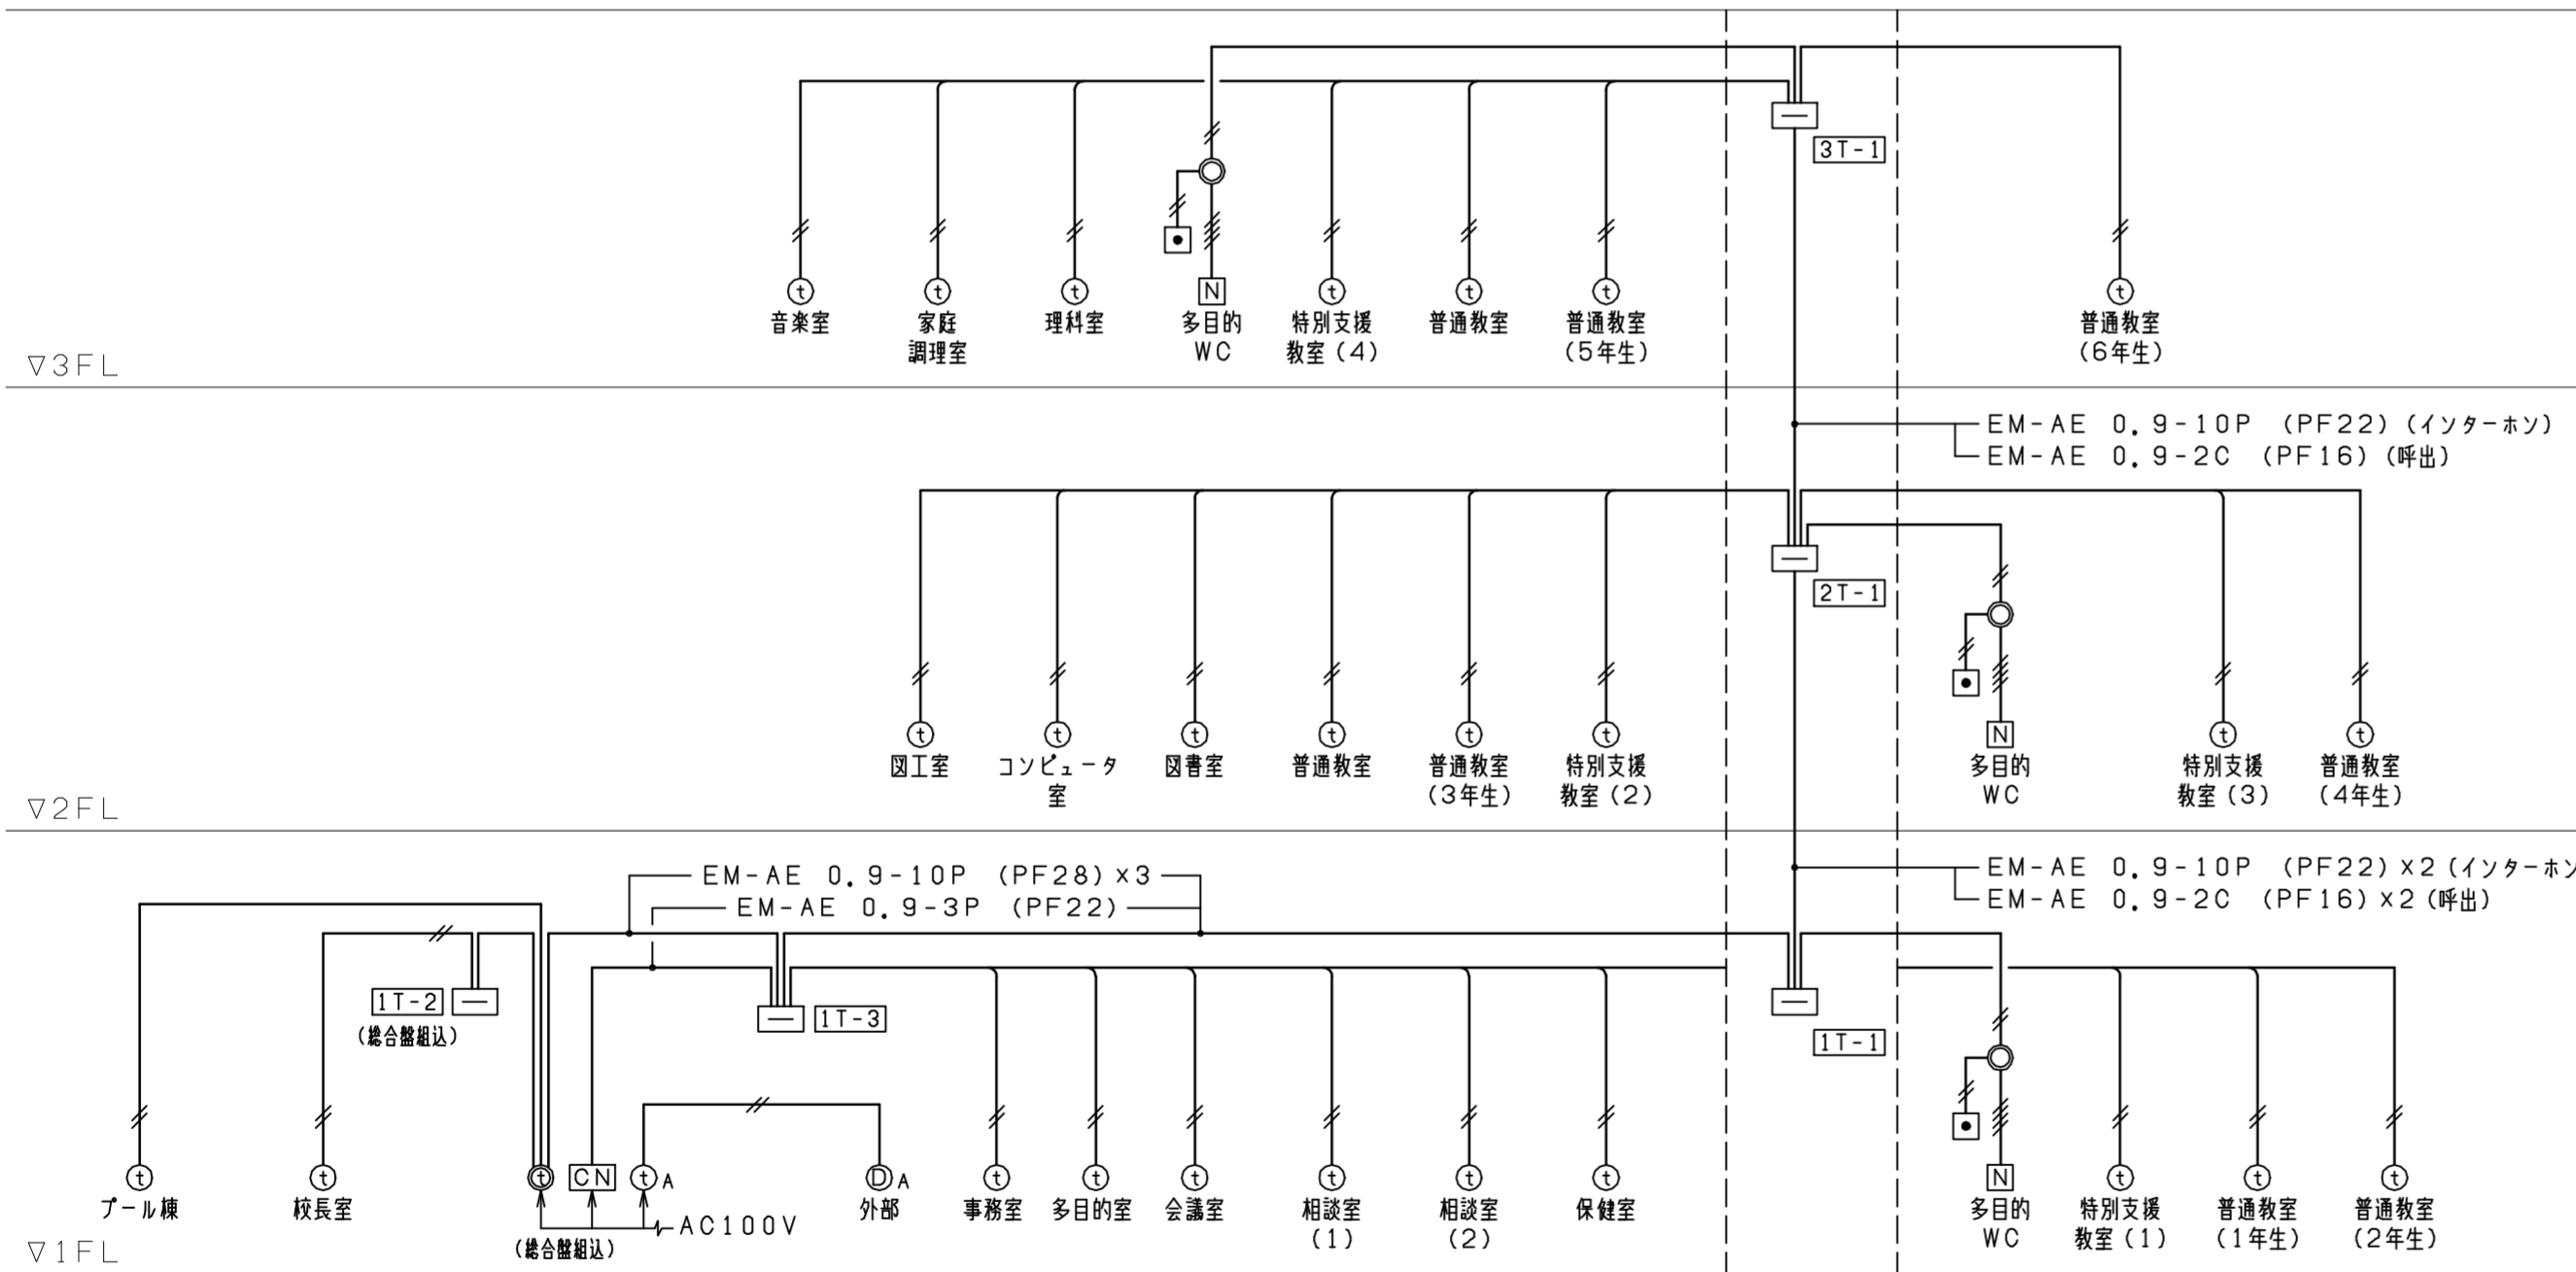 3T-1
t
t
t
N
t
t
t
t
音楽室
家庭
調理室
理科室
多目的
WC
特別支援
教室(4)
普通教室
普通教室
(5年生)
普通教室
(6年生)
▽3FL
EM-AE 0.9-10P (PF22)(インターホン)
EM-AE 0.9-2C (PF16)(呼出)
2T-1
t
t
t
t
t
t
N
t
t
図工室
コンピュータ
室
図書室
普通教室
普通教室
(3年生)
特別支援
教室(2)
多目的
WC
特別支援
教室(3)
普通教室
(4年生)
▽2FL
EM-AE 0.9-10P (PF28)×3
EM-AE 0.9-3P (PF22)
EM-AE 0.9-10P (PF22)×2(インターホン
EM-AE 0.9-2C (PF16)×2(呼出)
1T-2
(総合盤組込)
1T-3
1T-1
t
t
t
CN
t A
D A
t
t
t
t
t
t
N
t
t
t
プール棟
校長室
(総合盤組込)
AC100V
外部
事務室
多目的室
会議室
相談室
(1)
相談室
(2)
保健室
多目的
WC
特別支援
教室(1)
普通教室
(1年生)
普通教室
(2年生)
▽1FL